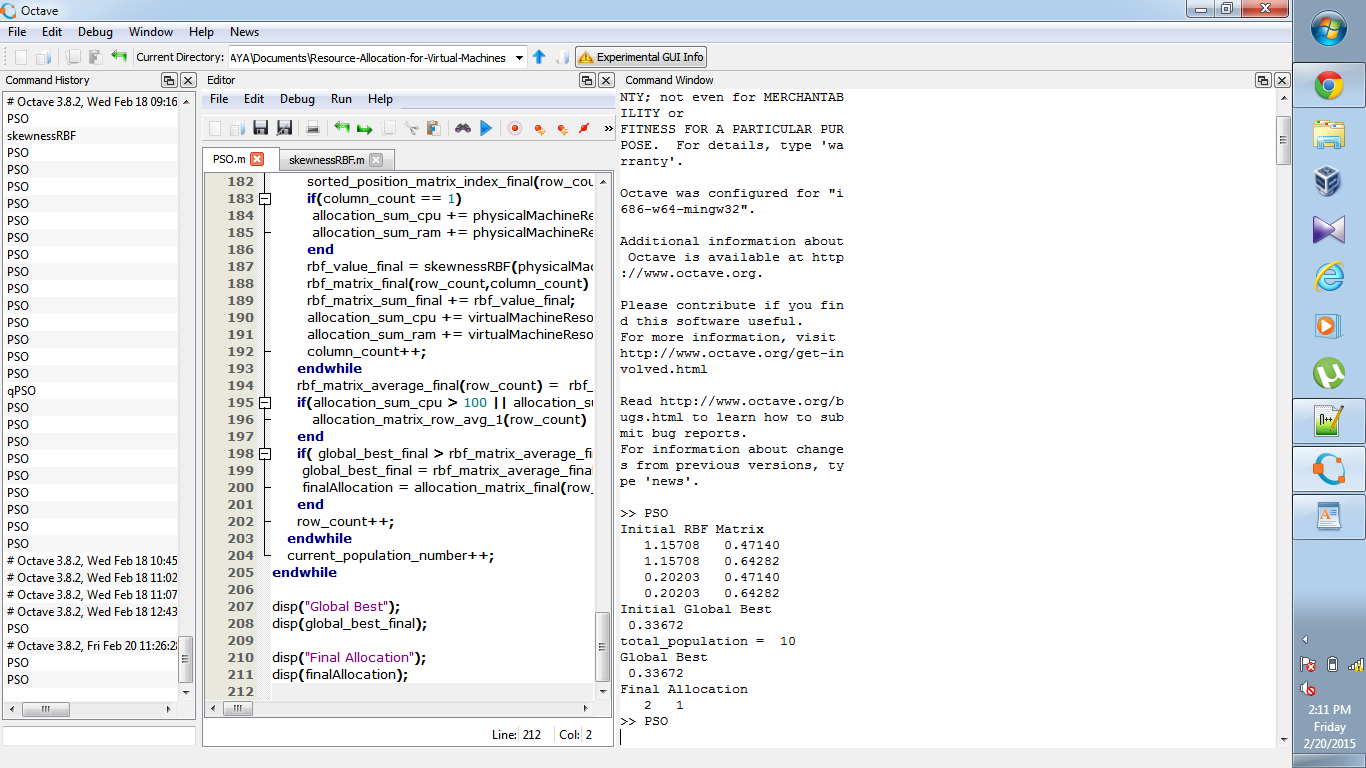 Octave
File Edit Debug Window Help News
Current Directory: AYA\Documents\Resource-Allocation-for-Virtual-Machines Experimental GUI Info
Command History
# Octave 3.8.2, Wed Feb 18 09:16
PSO
skewnessRBF
PSO
PSO
PSO
PSO
PSO
PSO
PSO
PSO
PSO
PSO
PSO
PSO
PSO
PSO
qPSO
PSO
PSO
PSO
PSO
PSO
PSO
PSO
PSO
PSO
# Octave 3.8.2, Wed Feb 18 10:45
# Octave 3.8.2, Wed Feb 18 11:02
# Octave 3.8.2, Wed Feb 18 11:07
# Octave 3.8.2, Wed Feb 18 12:43
PSO
# Octave 3.8.2, Fri Feb 20 11:26:28
PSO
PSO
Editor
File Edit Debug Run Help
»
PSO.m skewnessRBF.m
182 sorted_position_matrix_index_final(row_cou
183 if(column_count == 1)
184 allocation_sum_cpu += physicalMachineRe
185 allocation_sum_ram += physicalMachineRe
186 end
187 rbf_value_final = skewnessRBF(physicalMac
188 rbf_matrix_final(row_count,column_count)
189 rbf_matrix_sum_final += rbf_value_final;
190 allocation_sum_cpu += virtualMachineReso
191 allocation_sum_ram += virtualMachineReso
192 column_count++;
193 endwhile
194 rbf_matrix_average_final(row_count) = rbf_
195 if(allocation_sum_cpu > 100 || allocation_su
196 allocation_matrix_row_avg_1(row_count)
197 end
198 if( global_best_final > rbf_matrix_average_fi
199 global_best_final = rbf_matrix_average_fina
200 finalAllocation = allocation_matrix_final(row_
201 end
202 row_count++;
203 endwhile
204 current_population_number++;
205 endwhile
206
207 disp("Global Best");
208 disp(global_best_final);
209
210 disp("Final Allocation");
211 disp(finalAllocation);
212
Line: 212 Col: 2
Command Window
NTY; not even for MERCHANTAB
ILITY or
FITNESS FOR A PARTICULAR PUR
POSE. For details, type 'wa
rranty'.
Octave was configured for "i
686-w64-mingw32".
Additional information about
Octave is available at http
://www.octave.org.
Please contribute if you fin
d this software useful.
For more information, visit
http://www.octave.org/get-in
volved.html
Read http://www.octave.org/b
ugs.html to learn how to sub
mit bug reports.
For information about change
s from previous versions, ty
pe 'news'.
>> PSO
Initial RBF Matrix
1.15708 0.47140
1.15708 0.64282
0.20203 0.47140
0.20203 0.64282
Initial Global Best
0.33672
total_population = 10
Global Best
0.33672
Final Allocation
2 1
>> PSO
2:11 PM
Friday
2/20/2015